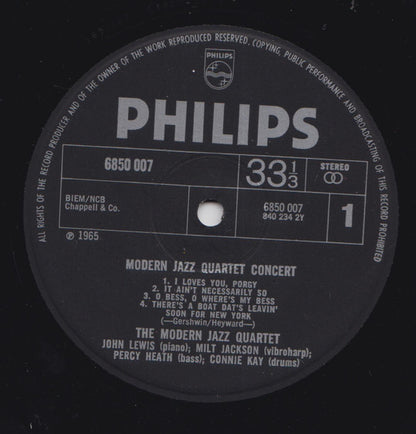 ALL RIGHTS OF THE RECORD PRODUCER AND OF THE OWNER OF THE WORK REPRODUCED RESERVED. COPYING, PUBLIC PERFORMANCE AND BROADCASTING OF THIS RECORD PROHIBITED
PHILIPS
PHILIPS
6850 007
33 1/3
STEREO
BIEM/NCB
Chappell & Co.
℗ 1965
6850 007
840 234 2Y
1
MODERN JAZZ QUARTET CONCERT
1. I LOVES YOU, PORGY
2. IT AIN'T NECESSARILY SO
3. O BESS, O WHERE'S MY BESS
4. THERE'S A BOAT DAT'S LEAVIN'
SOON FOR NEW YORK
(—Gershwin/Heyward—)
THE MODERN JAZZ QUARTET
JOHN LEWIS (piano); MILT JACKSON (vibroharp);
PERCY HEATH (bass); CONNIE KAY (drums)